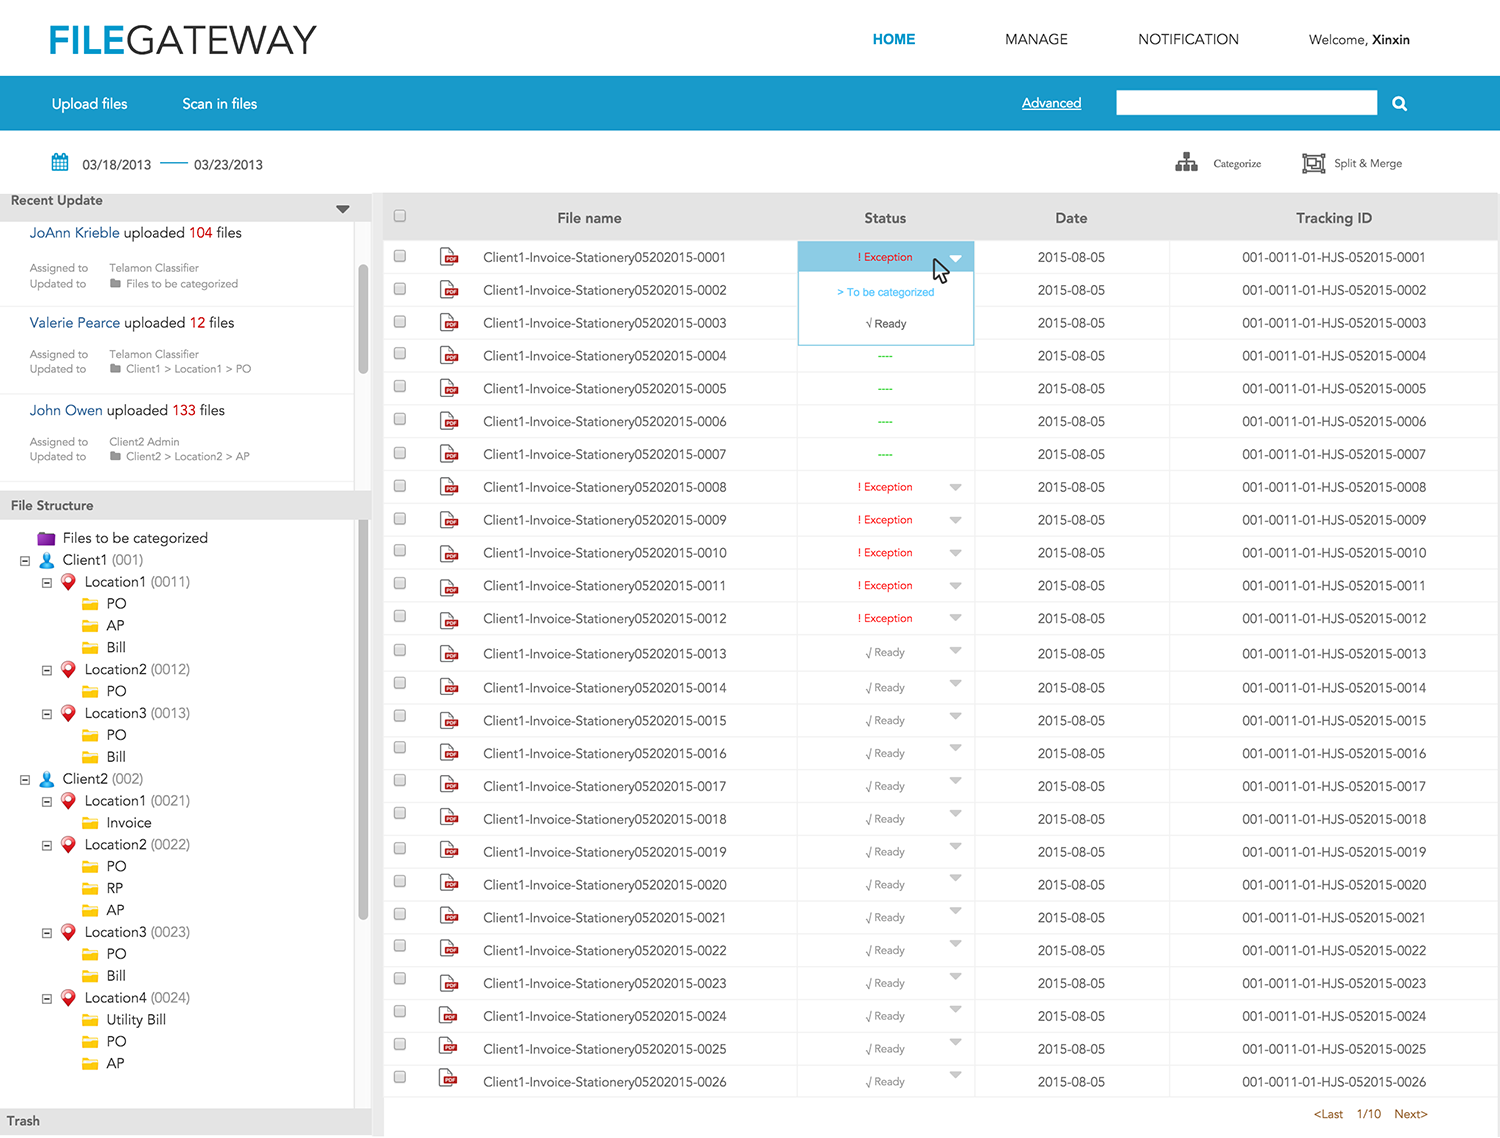 FILEGATEWAY
HOME MANAGE NOTIFICATION Welcome, Xinxin
Upload files Scan in files Advanced
03/18/2013 03/23/2013 Categorize Split & Merge
Recent Update
JoAnn Krieble uploaded 104 files
Assigned to Telamon Classifier
Updated to Files to be categorized
Valerie Pearce uploaded 12 files
Assigned to Telamon Classifier
Updated to Client1 > Location1 > PO
John Owen uploaded 133 files
Assigned to Client2 Admin
Updated to Client2 > Location2 > AP
File Structure
Files to be categorized
Client1 (001)
Location1 (0011)
PO
AP
Bill
Location2 (0012)
PO
Location3 (0013)
PO
Bill
Client2 (002)
Location1 (0021)
Invoice
Location2 (0022)
PO
RP
AP
Location3 (0023)
PO
Bill
Location4 (0024)
Utility Bill
PO
AP
Trash
File name Status Date Tracking ID
Client1-Invoice-Stationery05202015-0001 ! Exception 2015-08-05 001-0011-01-HJS-052015-0001
Client1-Invoice-Stationery05202015-0002 > To be categorized 2015-08-05 001-0011-01-HJS-052015-0002
Client1-Invoice-Stationery05202015-0003 √ Ready 2015-08-05 001-0011-01-HJS-052015-0003
Client1-Invoice-Stationery05202015-0004 ---- 2015-08-05 001-0011-01-HJS-052015-0004
Client1-Invoice-Stationery05202015-0005 ---- 2015-08-05 001-0011-01-HJS-052015-0005
Client1-Invoice-Stationery05202015-0006 ---- 2015-08-05 001-0011-01-HJS-052015-0006
Client1-Invoice-Stationery05202015-0007 ---- 2015-08-05 001-0011-01-HJS-052015-0007
Client1-Invoice-Stationery05202015-0008 ! Exception 2015-08-05 001-0011-01-HJS-052015-0008
Client1-Invoice-Stationery05202015-0009 ! Exception 2015-08-05 001-0011-01-HJS-052015-0009
Client1-Invoice-Stationery05202015-0010 ! Exception 2015-08-05 001-0011-01-HJS-052015-0010
Client1-Invoice-Stationery05202015-0011 ! Exception 2015-08-05 001-0011-01-HJS-052015-0011
Client1-Invoice-Stationery05202015-0012 ! Exception 2015-08-05 001-0011-01-HJS-052015-0012
Client1-Invoice-Stationery05202015-0013 √ Ready 2015-08-05 001-0011-01-HJS-052015-0013
Client1-Invoice-Stationery05202015-0014 √ Ready 2015-08-05 001-0011-01-HJS-052015-0014
Client1-Invoice-Stationery05202015-0015 √ Ready 2015-08-05 001-0011-01-HJS-052015-0015
Client1-Invoice-Stationery05202015-0016 √ Ready 2015-08-05 001-0011-01-HJS-052015-0016
Client1-Invoice-Stationery05202015-0017 √ Ready 2015-08-05 001-0011-01-HJS-052015-0017
Client1-Invoice-Stationery05202015-0018 √ Ready 2015-08-05 001-0011-01-HJS-052015-0018
Client1-Invoice-Stationery05202015-0019 √ Ready 2015-08-05 001-0011-01-HJS-052015-0019
Client1-Invoice-Stationery05202015-0020 √ Ready 2015-08-05 001-0011-01-HJS-052015-0020
Client1-Invoice-Stationery05202015-0021 √ Ready 2015-08-05 001-0011-01-HJS-052015-0021
Client1-Invoice-Stationery05202015-0022 √ Ready 2015-08-05 001-0011-01-HJS-052015-0022
Client1-Invoice-Stationery05202015-0023 √ Ready 2015-08-05 001-0011-01-HJS-052015-0023
Client1-Invoice-Stationery05202015-0024 √ Ready 2015-08-05 001-0011-01-HJS-052015-0024
Client1-Invoice-Stationery05202015-0025 √ Ready 2015-08-05 001-0011-01-HJS-052015-0025
Client1-Invoice-Stationery05202015-0026 √ Ready 2015-08-05 001-0011-01-HJS-052015-0026
<Last 1/10 Next>